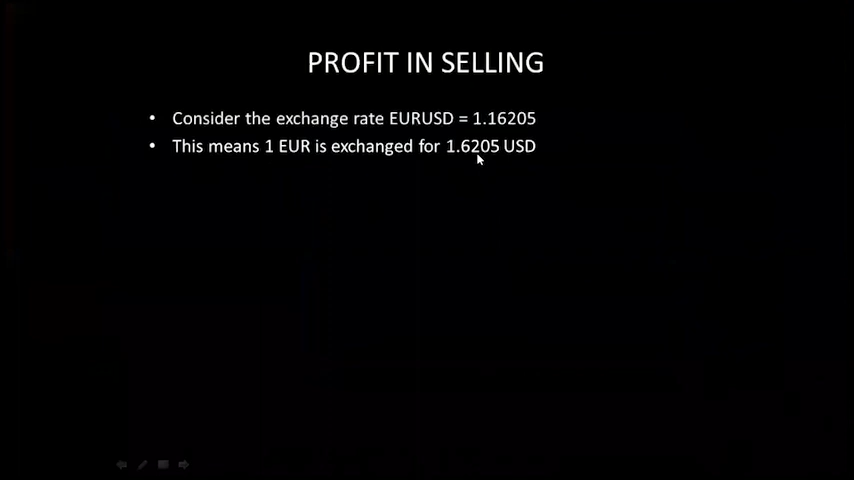 PROFIT IN SELLING
• Consider the exchange rate EURUSD = 1.16205
• This means 1 EUR is exchanged for 1.6205 USD